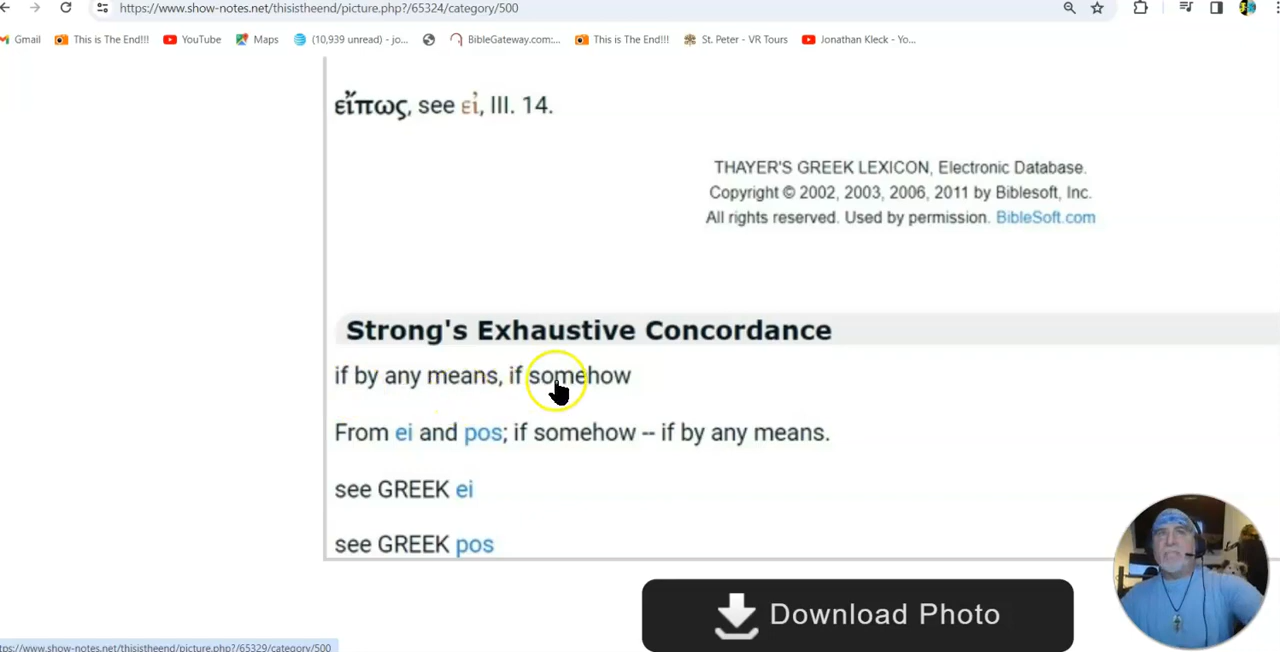 https://www.show-notes.net/thisistheend/picture.php?/65324/category/500
Gmail This is The End!!! YouTube Maps (10,939 unread) - jo... BibleGateway.com:... This is The End!!! St. Peter - VR Tours Jonathan Kleck - Yo...
εἴπως, see εἰ, III. 14.
THAYER'S GREEK LEXICON, Electronic Database.
Copyright © 2002, 2003, 2006, 2011 by Biblesoft, Inc.
All rights reserved. Used by permission. BibleSoft.com
Strong's Exhaustive Concordance
if by any means, if somehow
From ei and pos; if somehow -- if by any means.
see GREEK ei
see GREEK pos
Download Photo
ps://www.show-notes.net/thisistheend/picture.php?/65329/category/500